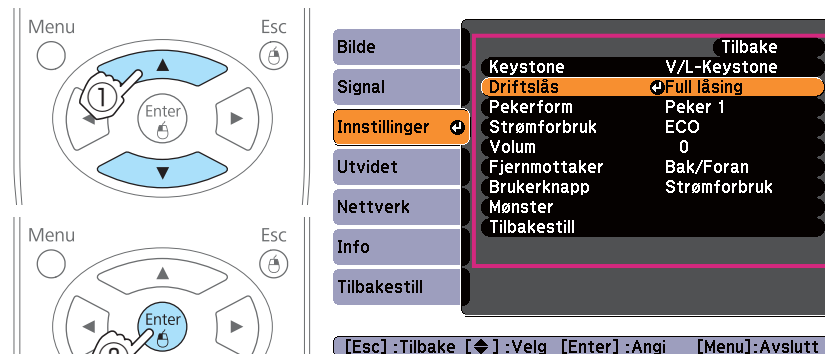 Menu
Esc
1
Enter
Bilde
Signal
Innstillinger
Utvidet
Nettverk
Info
Tilbakestill
Tilbake
Keystone V/L-Keystone
Driftslås Full låsing
Pekerform Peker 1
Strømforbruk ECO
Volum 0
Fjernmottaker Bak/Foran
Brukerknapp Strømforbruk
Mønster
Tilbakestill
[Esc] :Tilbake [◆] :Velg [Enter] :Angi [Menu] :Avslutt
Menu
Esc
Enter